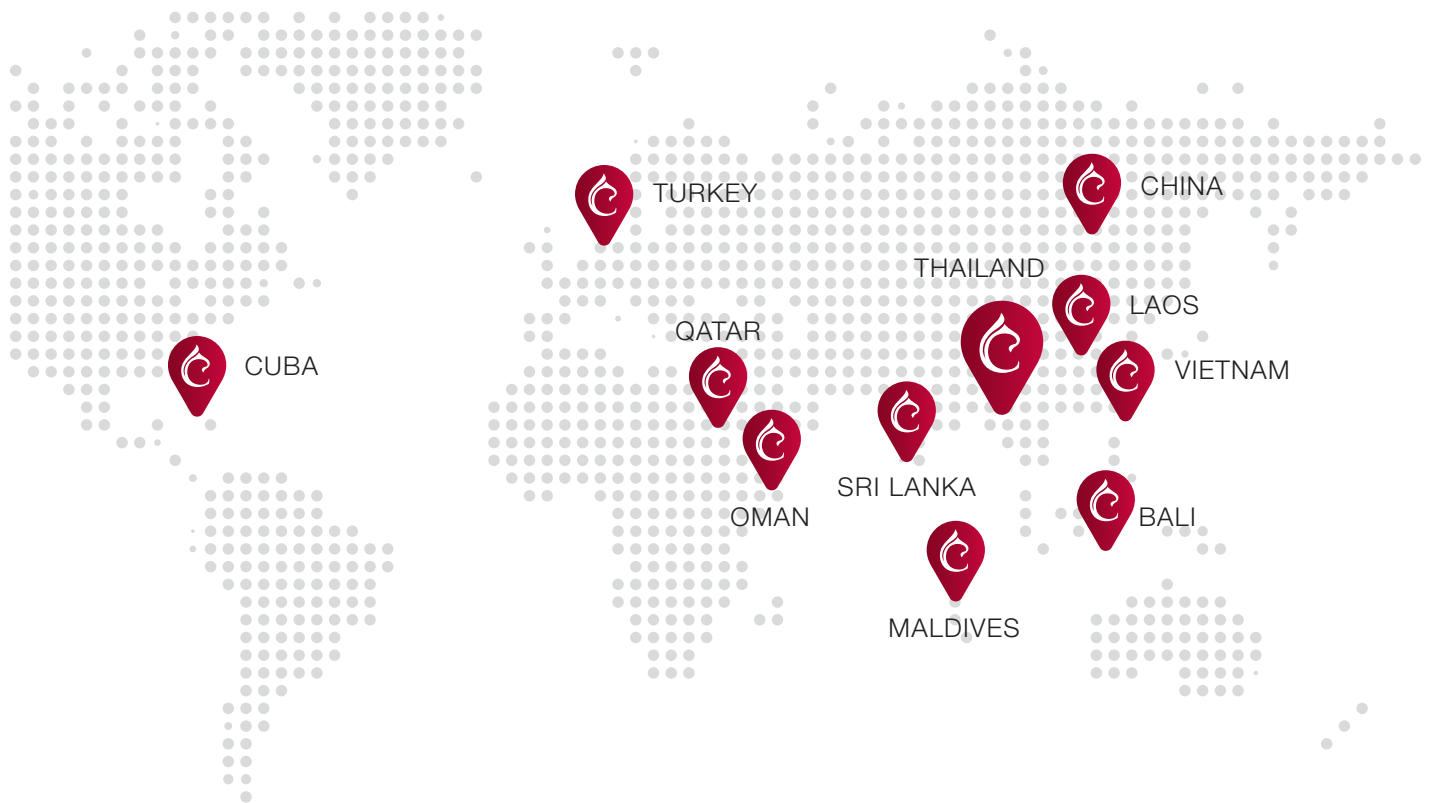 TURKEY
CHINA
THAILAND
LAOS
QATAR
CUBA
VIETNAM
SRI LANKA
OMAN
BALI
MALDIVES